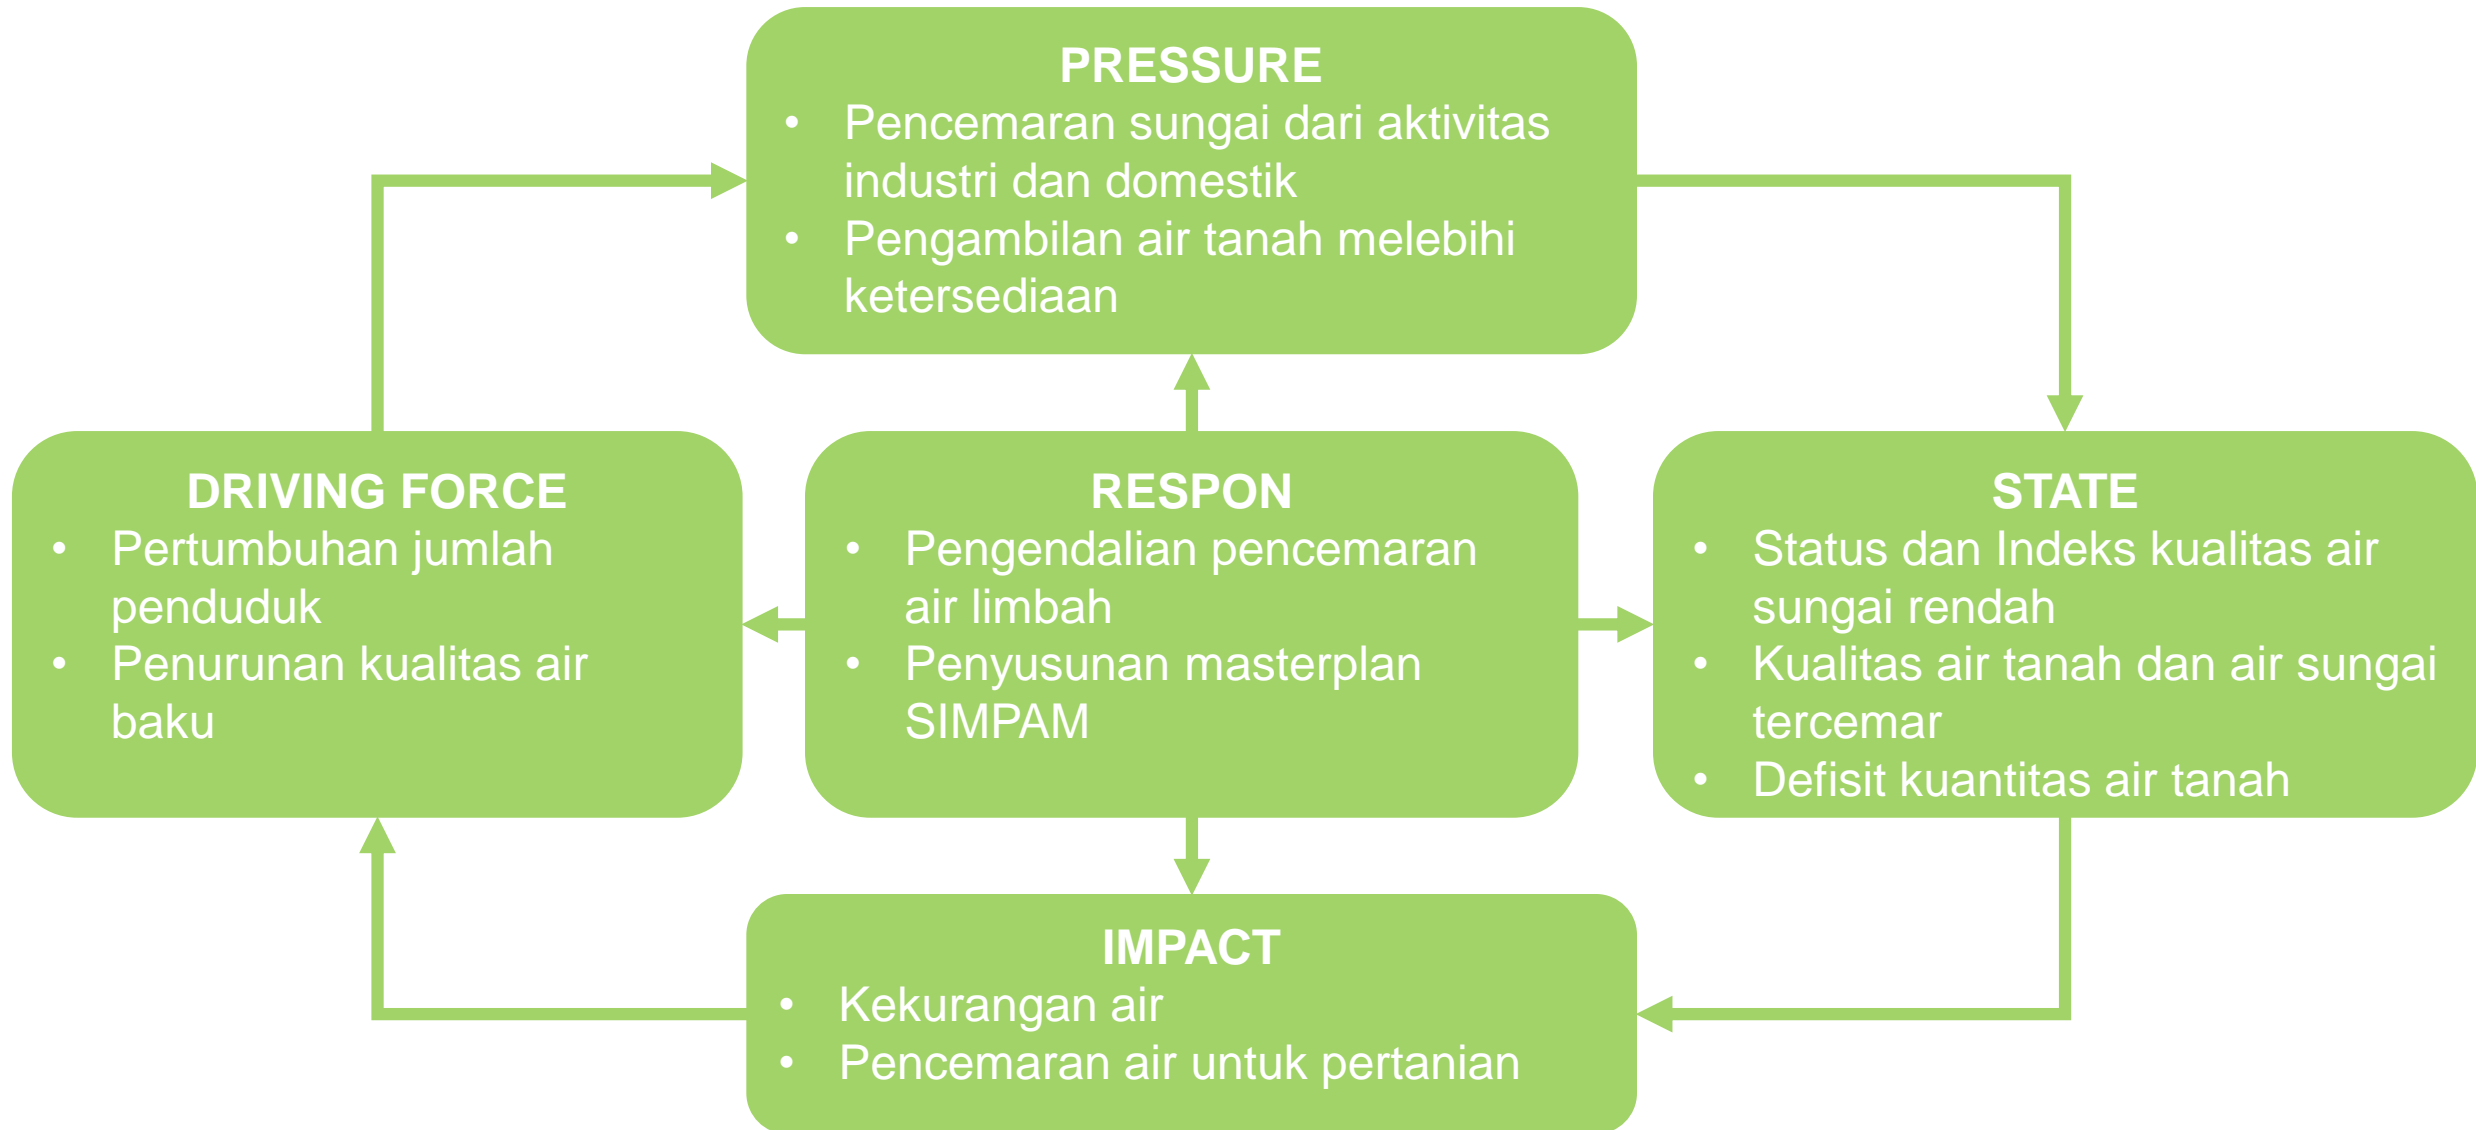 PRESSURE
• Pencemaran sungai dari aktivitas
industri dan domestik
• Pengambilan air tanah melebihi
ketersediaan
DRIVING FORCE
• Pertumbuhan jumlah
penduduk
• Penurunan kualitas air
baku
RESPON
• Pengendalian pencemaran
air limbah
• Penyusunan masterplan
SIMPAM
STATE
• Status dan Indeks kualitas air
sungai rendah
• Kualitas air tanah dan air sungai
tercemar
• Defisit kuantitas air tanah
IMPACT
• Kekurangan air
• Pencemaran air untuk pertanian